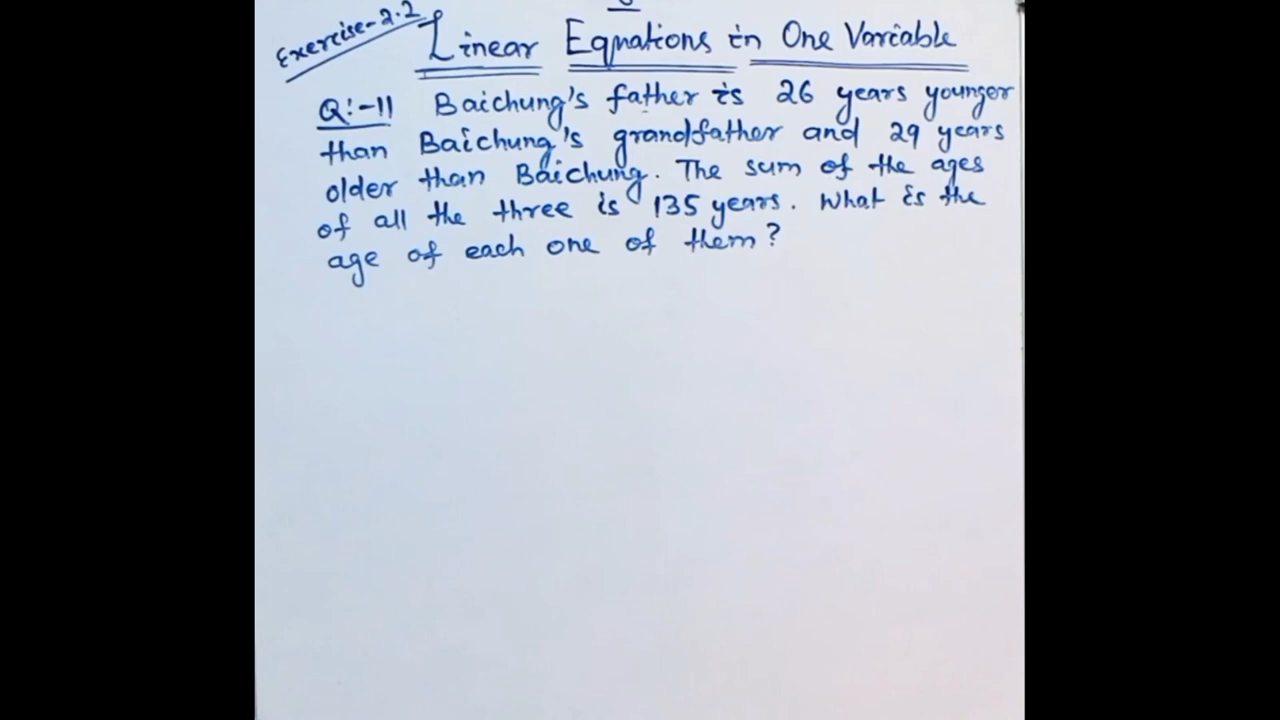 Exercise-2.2
Linear Equations in One Variable
Q:-11 Baichung's father is 26 years younger
than Baichung's grandfather and 29 years
older than Baichung. The sum of the ages
of all the three is 135 years. What is the
age of each one of them?